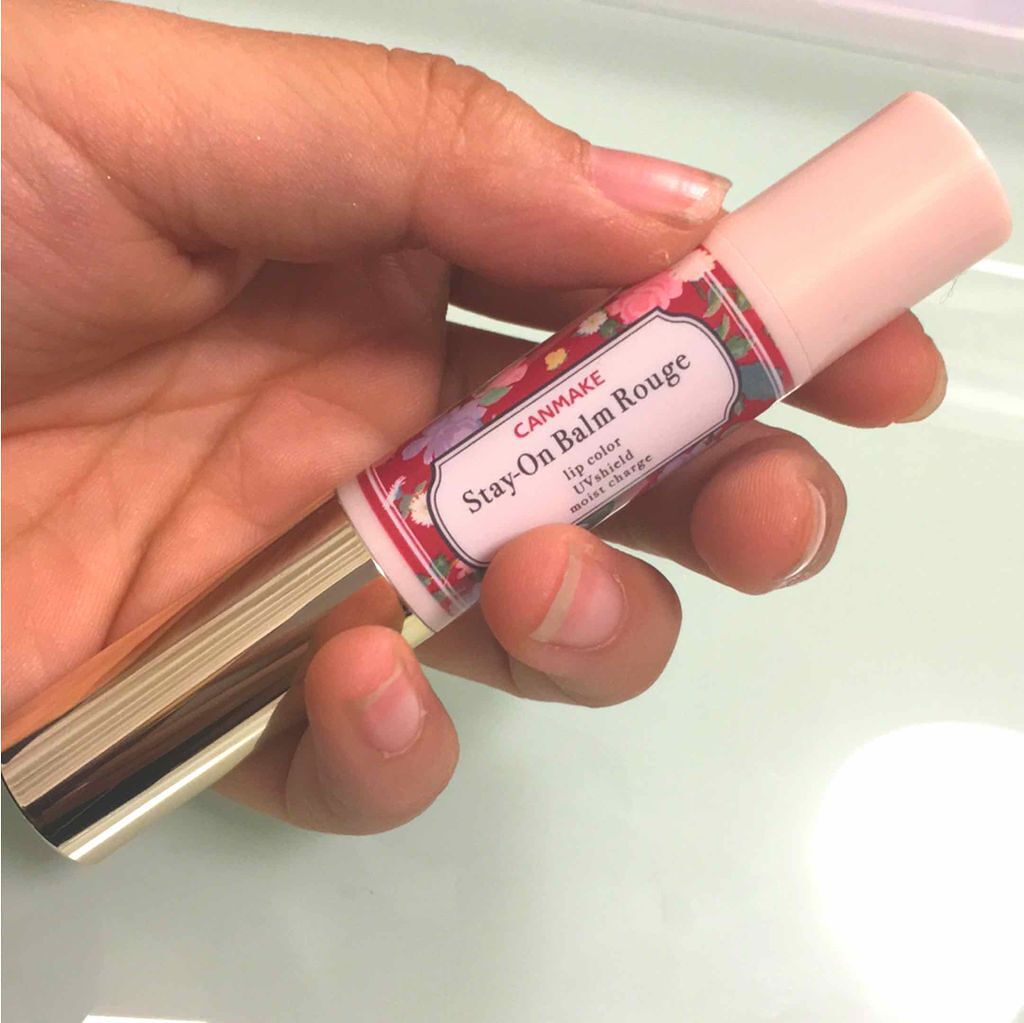 CANMAKE
Stay-On Balm Rouge
lip color
UVshield
moist charge